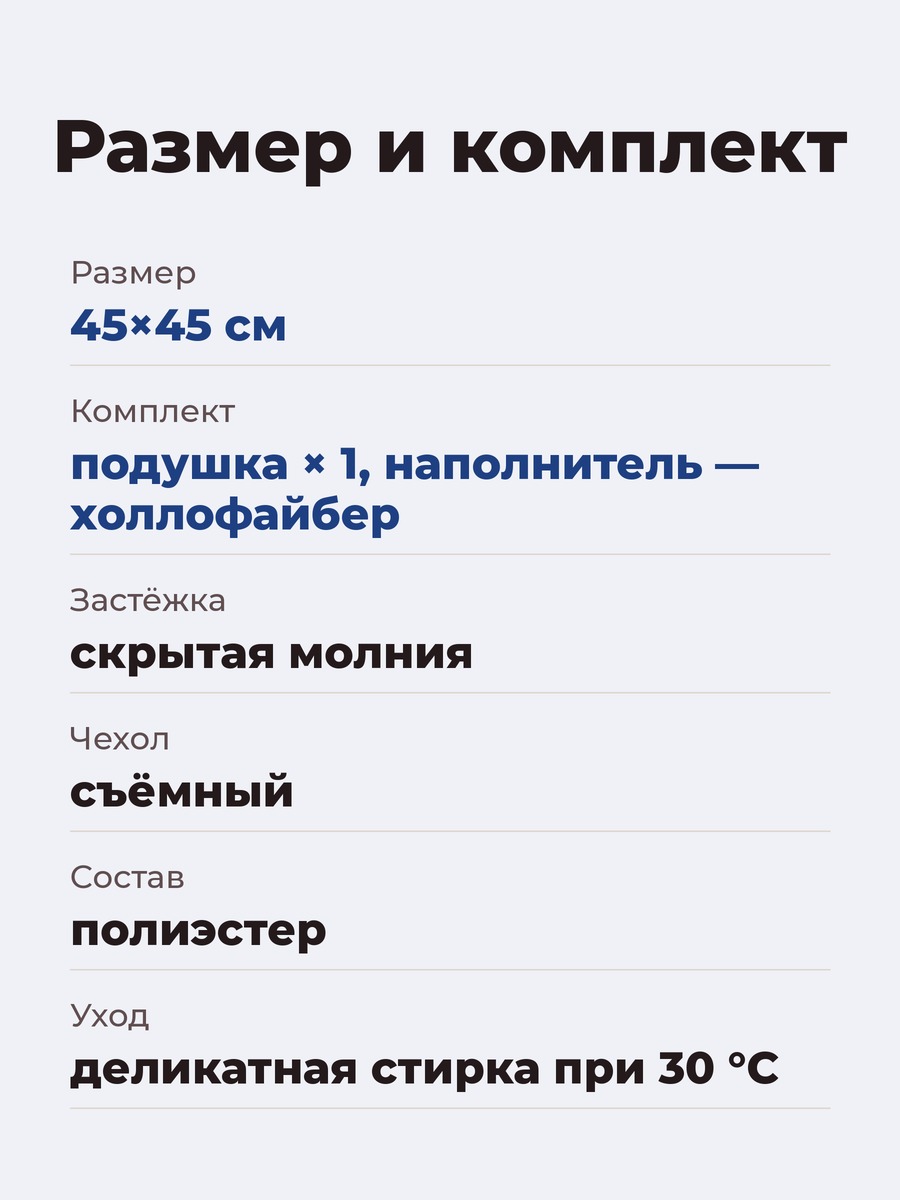 Размер и комплект
Размер
45×45 см
Комплект
подушка × 1, наполнитель —
холлофайбер
Застёжка
скрытая молния
Чехол
съёмный
Состав
полиэстер
Уход
деликатная стирка при 30 °C